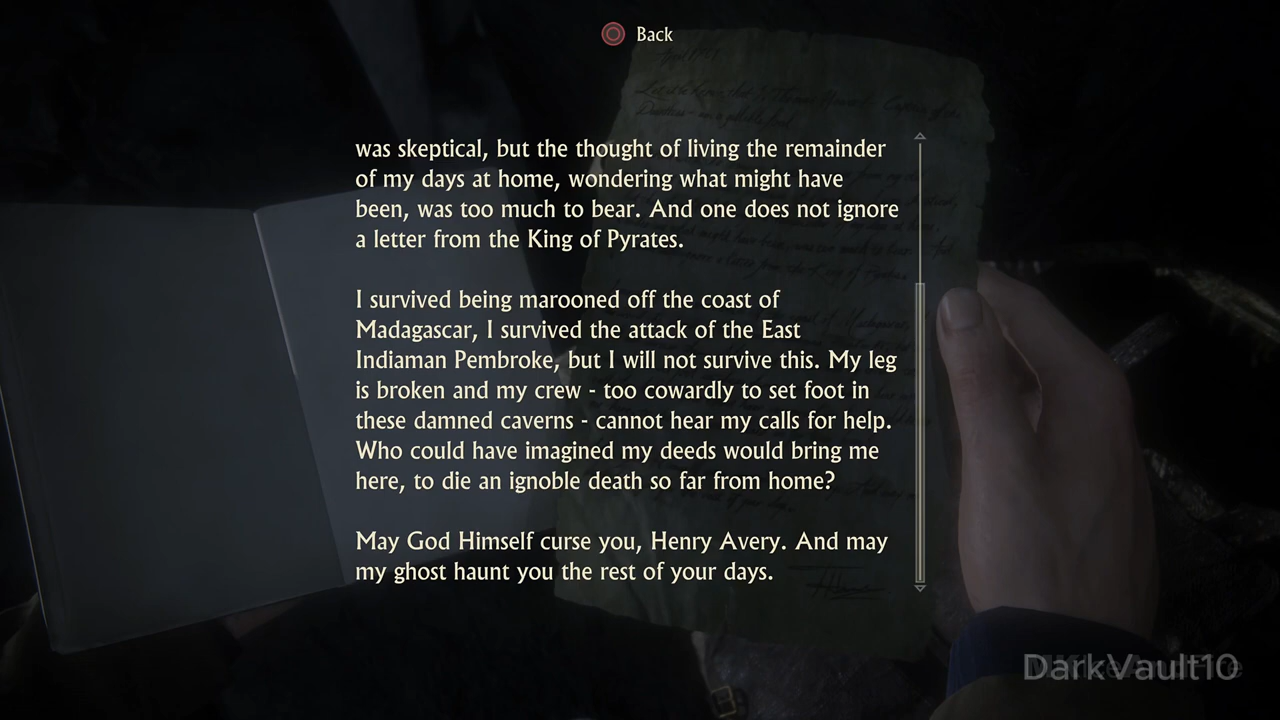 Back
was skeptical, but the thought of living the remainder
of my days at home, wondering what might have
been, was too much to bear. And one does not ignore
a letter from the King of Pyrates.
I survived being marooned off the coast of
Madagascar, I survived the attack of the East
Indiaman Pembroke, but I will not survive this. My leg
is broken and my crew - too cowardly to set foot in
these damned caverns - cannot hear my calls for help.
Who could have imagined my deeds would bring me
here, to die an ignoble death so far from home?
May God Himself curse you, Henry Avery. And may
my ghost haunt you the rest of your days.
DarkVault10